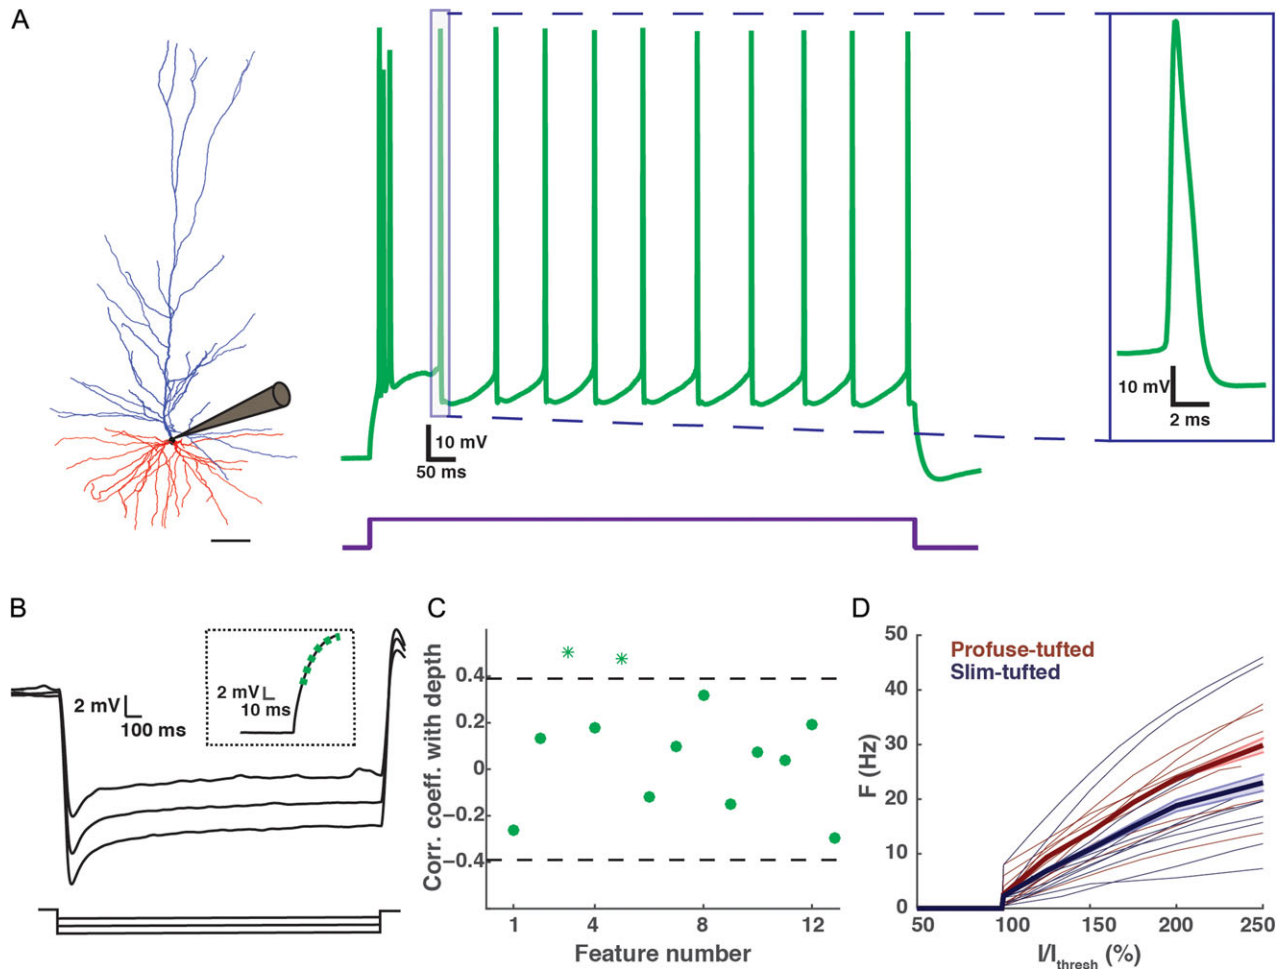 A
10 mV
50 ms
10 mV
2 ms
B
2 mV
100 ms
2 mV
10 ms
C
Corr. coeff. with depth
0.4
0.2
0
−0.2
−0.4
1
4
8
12
Feature number
D
Profuse-tufted
Slim-tufted
F (Hz)
50
40
30
20
10
0
50
100
150
200
250
I/Ithresh (%)